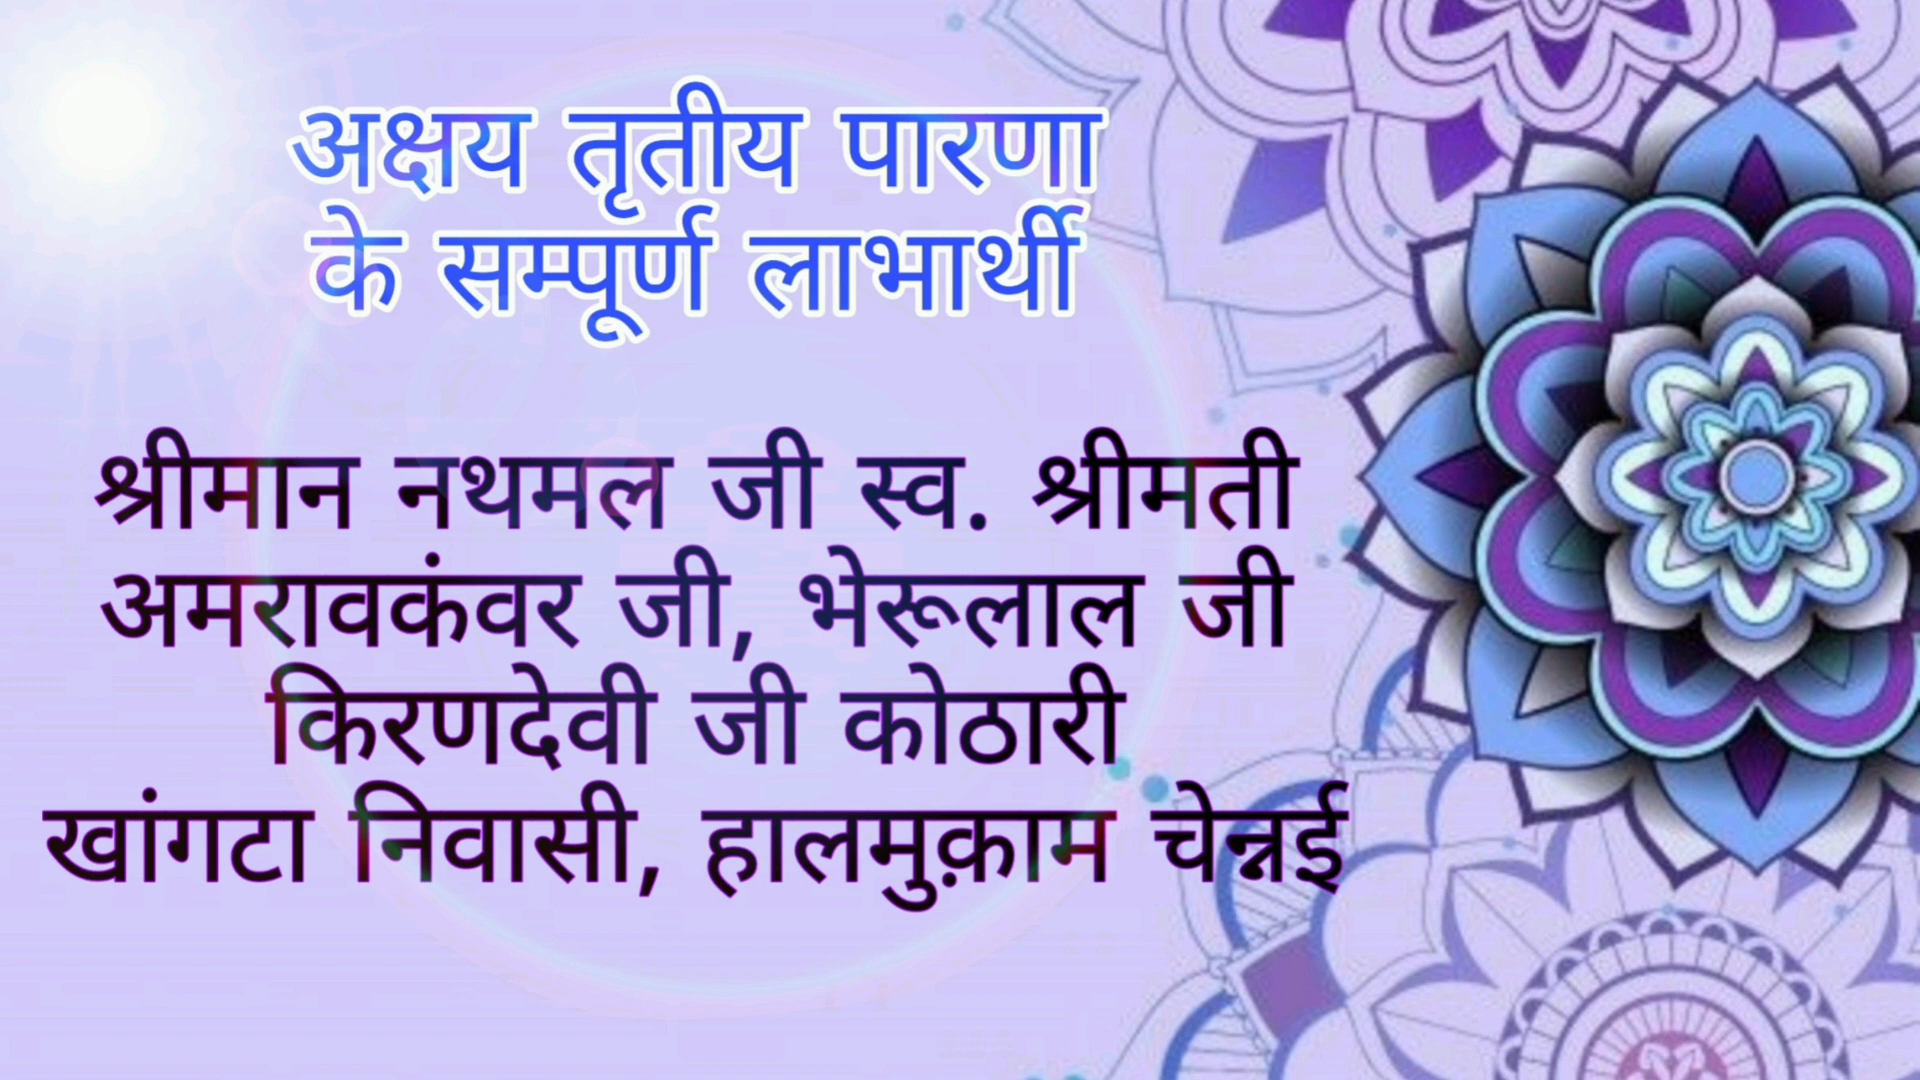 अक्षय तृतीय पारणा
के सम्पूर्ण लाभार्थी
श्रीमान नथमल जी स्व. श्रीमती
अमरावकंवर जी, भेरूलाल जी
किरणदेवी जी कोठारी
खांगटा निवासी, हालमुक़ाम चेन्नई